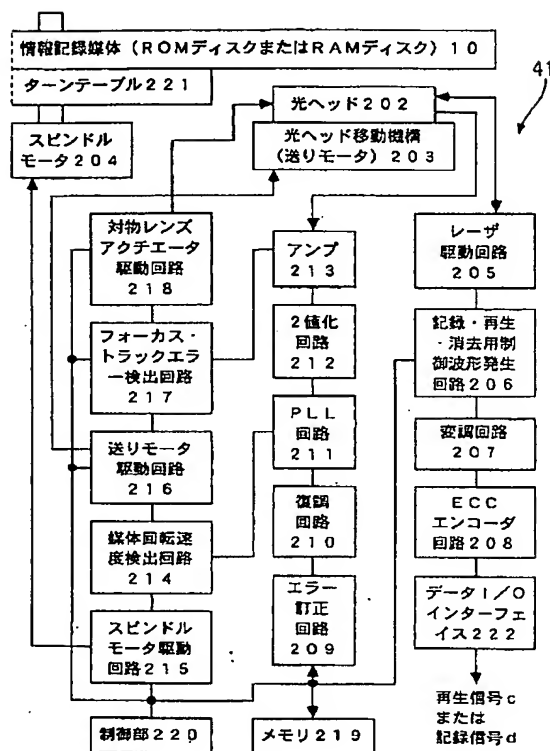 情報記録媒体(ROMディスクまたはRAMディスク)10
ターンテーブル221
41
光ヘッド202
スピンドル
モータ204
光ヘッド移動機構
(送りモータ)203
対物レンズ
アクチエータ
駆動回路
218
アンプ
213
レーザ
駆動回路
205
フォーカス・
トラックエラ
ー検出回路
217
2値化
回路
212
記録・再生
・消去用制
御波形発生
回路206
送りモータ
駆動回路
216
PLL
回路
211
変調回路
207
媒体回転速
度検出回路
214
復調
回路
210
ECC
エンコーダ
回路208
スピンドル
モータ駆動
回路215
エラー
訂正
回路
209
データI/O
インターフェ
イス222
制御部220
メモリ219
再生信号c
または
記録信号d